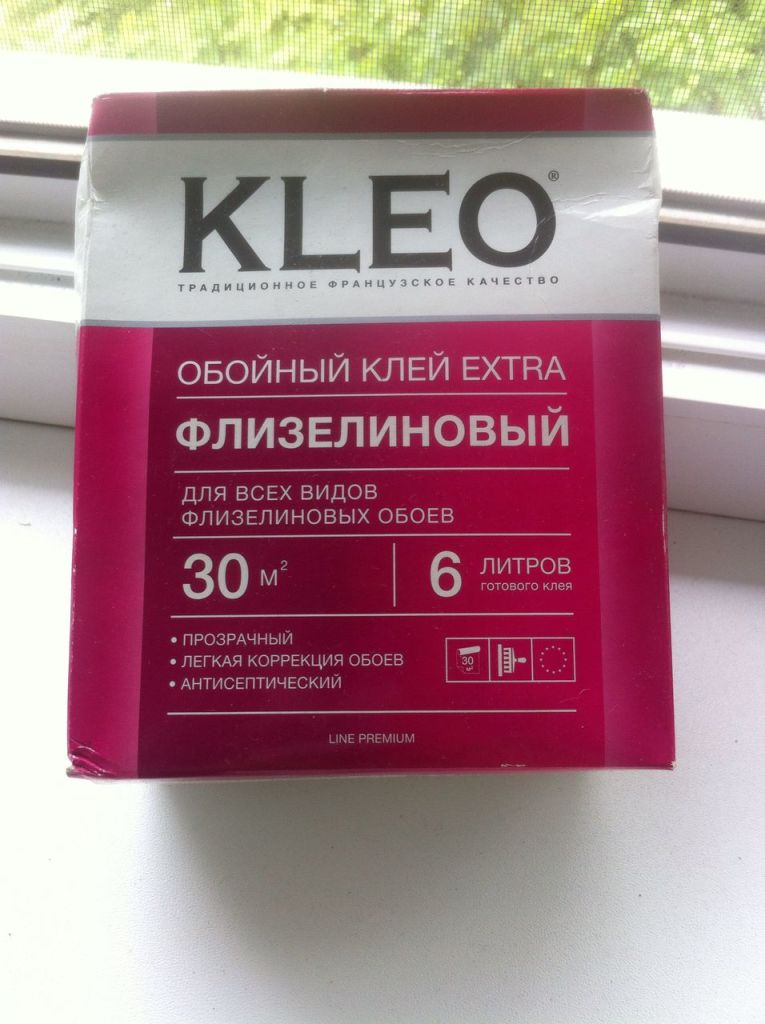 KLEO®
ТРАДИЦИОННОЕ ФРАНЦУЗСКОЕ КАЧЕСТВО
ОБОЙНЫЙ КЛЕЙ EXTRA
ФЛИЗЕЛИНОВЫЙ
ДЛЯ ВСЕХ ВИДОВ
ФЛИЗЕЛИНОВЫХ ОБОЕВ
30 м²
6 ЛИТРОВ
готового клея
• ПРОЗРАЧНЫЙ
• ЛЕГКАЯ КОРРЕКЦИЯ ОБОЕВ
• АНТИСЕПТИЧЕСКИЙ
30
LINE PREMIUM